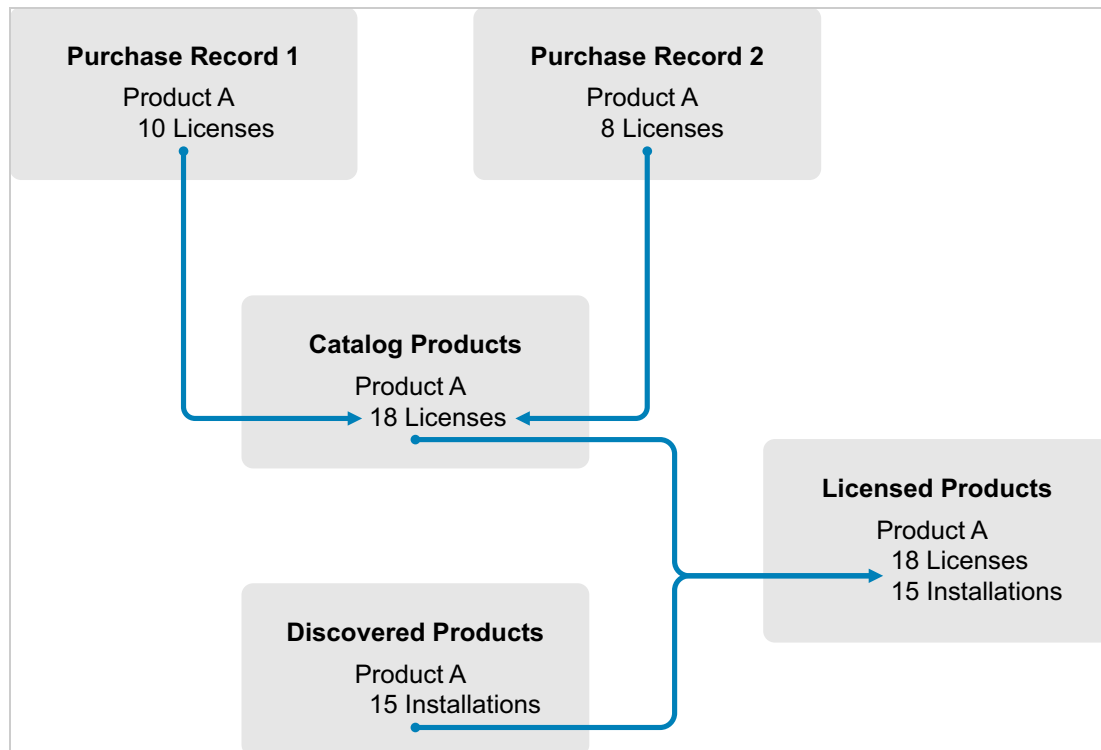 Purchase Record 1
Product A
10 Licenses
Purchase Record 2
Product A
8 Licenses
Catalog Products
Product A
18 Licenses
Licensed Products
Product A
18 Licenses
15 Installations
Discovered Products
Product A
15 Installations